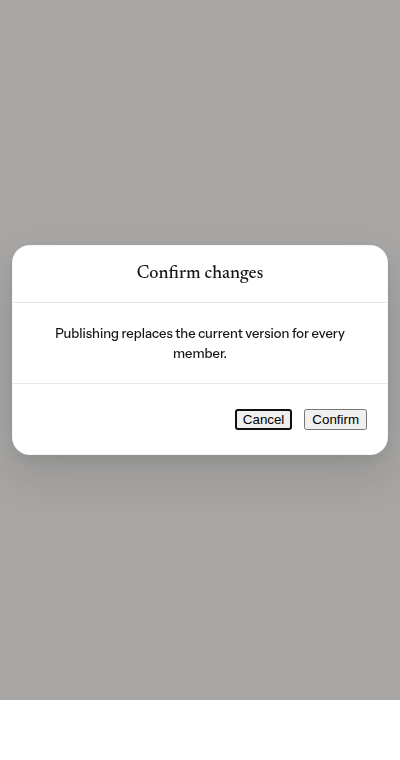 Confirm changes
Publishing replaces the current version for every
member.
Cancel
Confirm